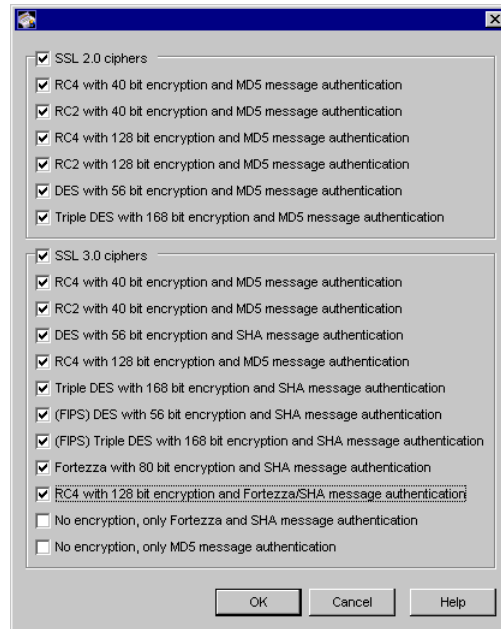 SSL 2.0 ciphers
RC4 with 40 bit encryption and MD5 message authentication
RC2 with 40 bit encryption and MD5 message authentication
RC4 with 128 bit encryption and MD5 message authentication
RC2 with 128 bit encryption and MD5 message authentication
DES with 56 bit encryption and MD5 message authentication
Triple DES with 168 bit encryption and MD5 message authentication
SSL 3.0 ciphers
RC4 with 40 bit encryption and MD5 message authentication
RC2 with 40 bit encryption and MD5 message authentication
DES with 56 bit encryption and SHA message authentication
RC4 with 128 bit encryption and MD5 message authentication
Triple DES with 168 bit encryption and SHA message authentication
(FIPS) DES with 56 bit encryption and SHA message authentication
(FIPS) Triple DES with 168 bit encryption and SHA message authentication
Fortezza with 80 bit encryption and SHA message authentication
RC4 with 128 bit encryption and Fortezza/SHA message authentication
No encryption, only Fortezza and SHA message authentication
No encryption, only MD5 message authentication
OK Cancel Help